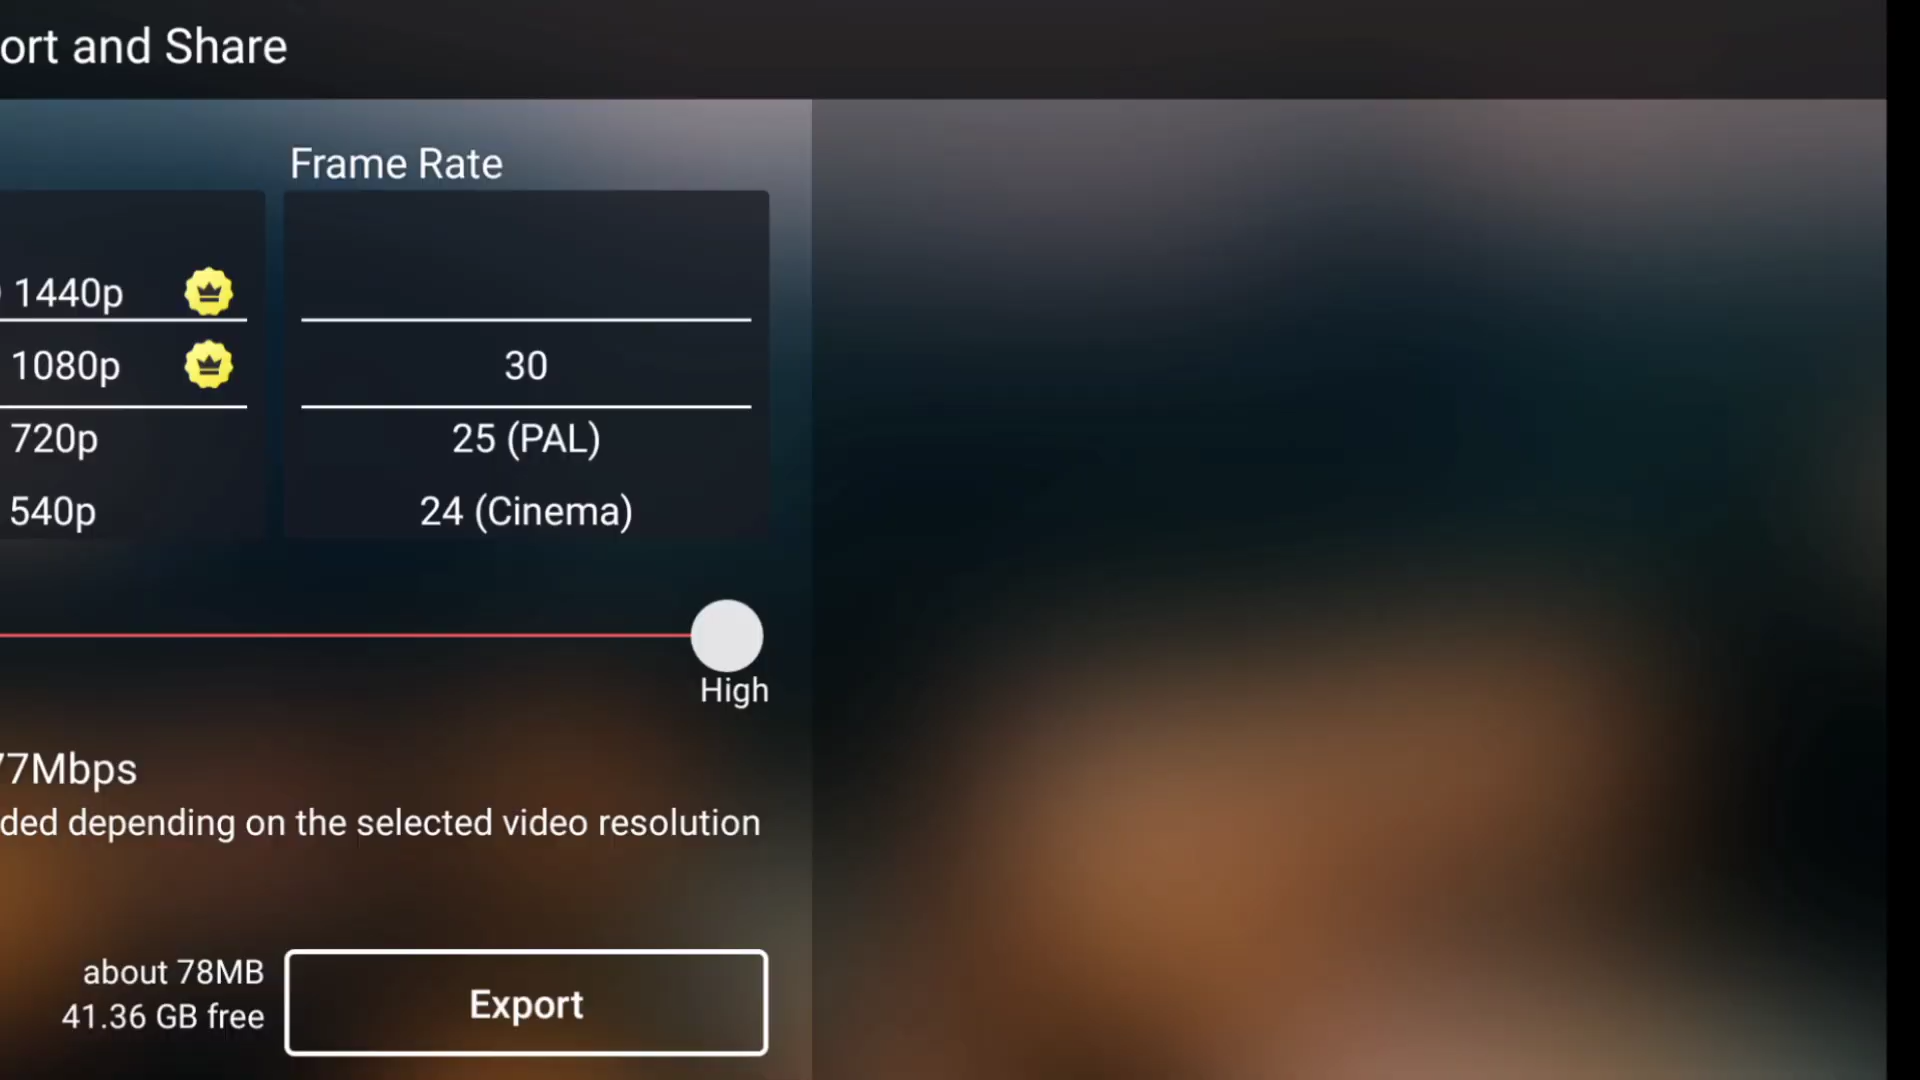 ort and Share
Frame Rate
1440p
1080p
720p
540p
30
25 (PAL)
24 (Cinema)
High
77Mbps
ded depending on the selected video resolution
about 78MB
41.36 GB free
Export